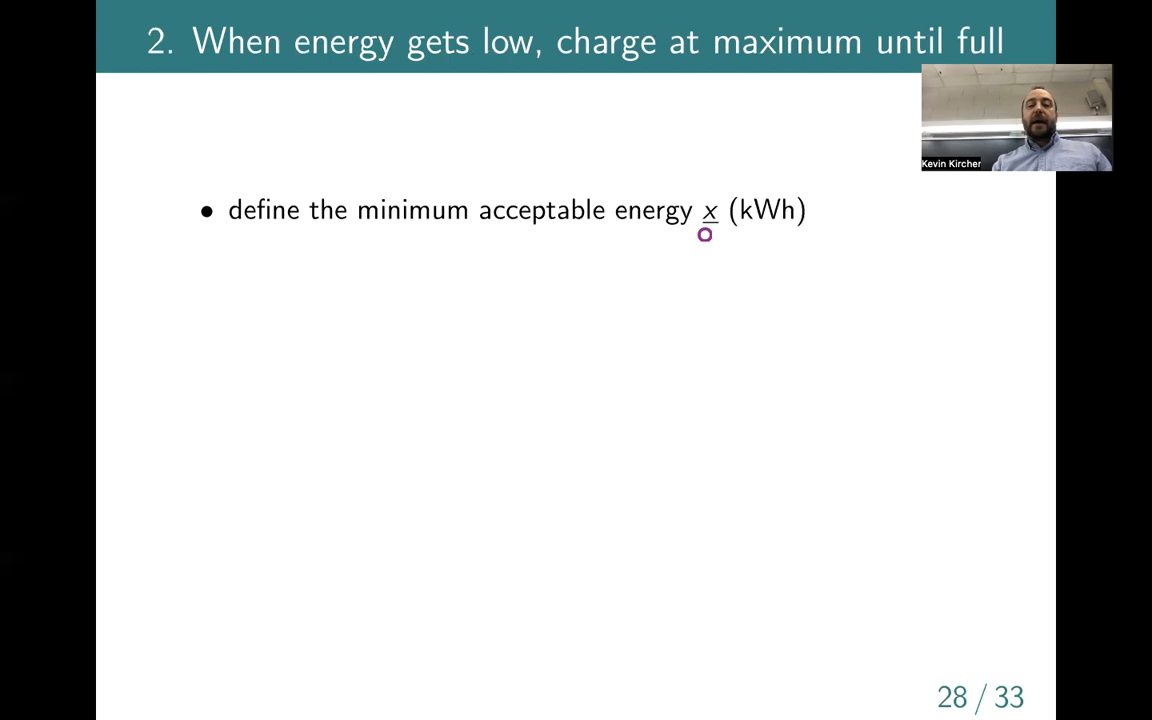 2. When energy gets low, charge at maximum until full
Kevin Kircher
• define the minimum acceptable energy x̲ (kWh)
28 / 33